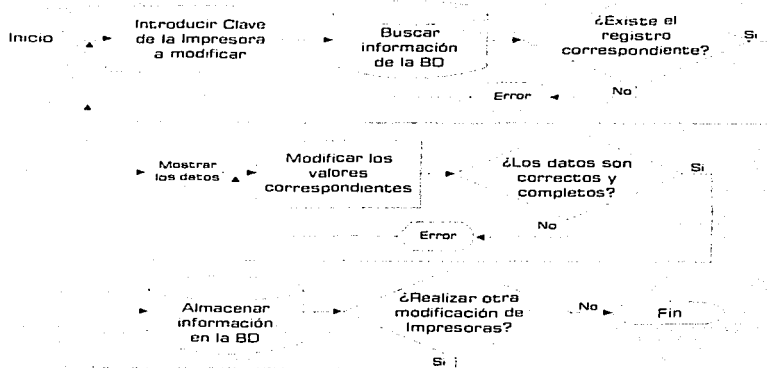 Inicio
Introducir Clave
de la Impresora
a modificar
Buscar
información
de la BD
¿Existe el
registro
correspondiente?
Si
No
Error
Mostrar
los datos
Modificar los
valores
correspondientes
¿Los datos son
correctos y
completos?
Si
No
Error
Almacenar
información
en la BD
¿Realizar otra
modificación de
Impresoras?
No
Fin
Si